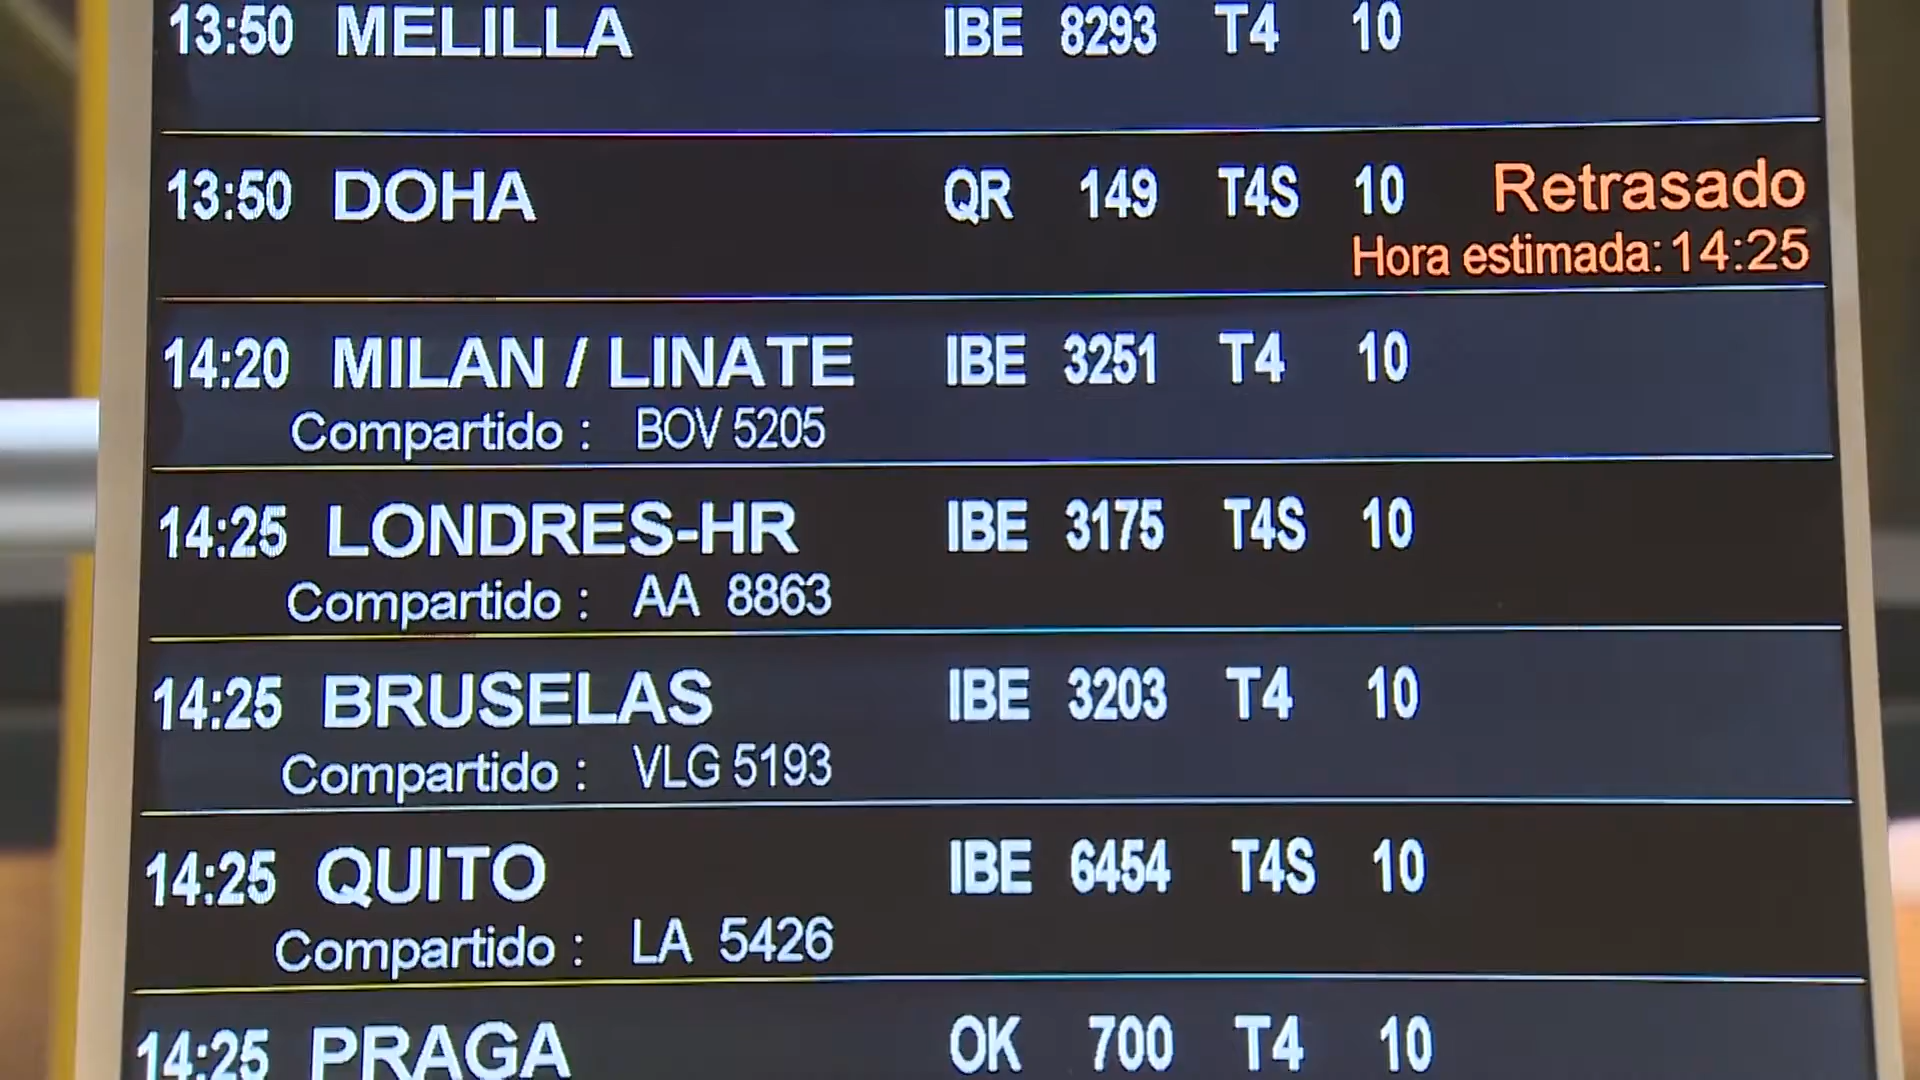 13:50 MELILLA IBE 8293 T4 10
13:50 DOHA QR 149 T4S 10 Retrasado
Hora estimada: 14:25
14:20 MILAN / LINATE IBE 3251 T4 10
Compartido : BOV 5205
14:25 LONDRES-HR IBE 3175 T4S 10
Compartido : AA 8863
14:25 BRUSELAS IBE 3203 T4 10
Compartido : VLG 5193
14:25 QUITO IBE 6454 T4S 10
Compartido : LA 5426
14:25 PRAGA OK 700 T4 10